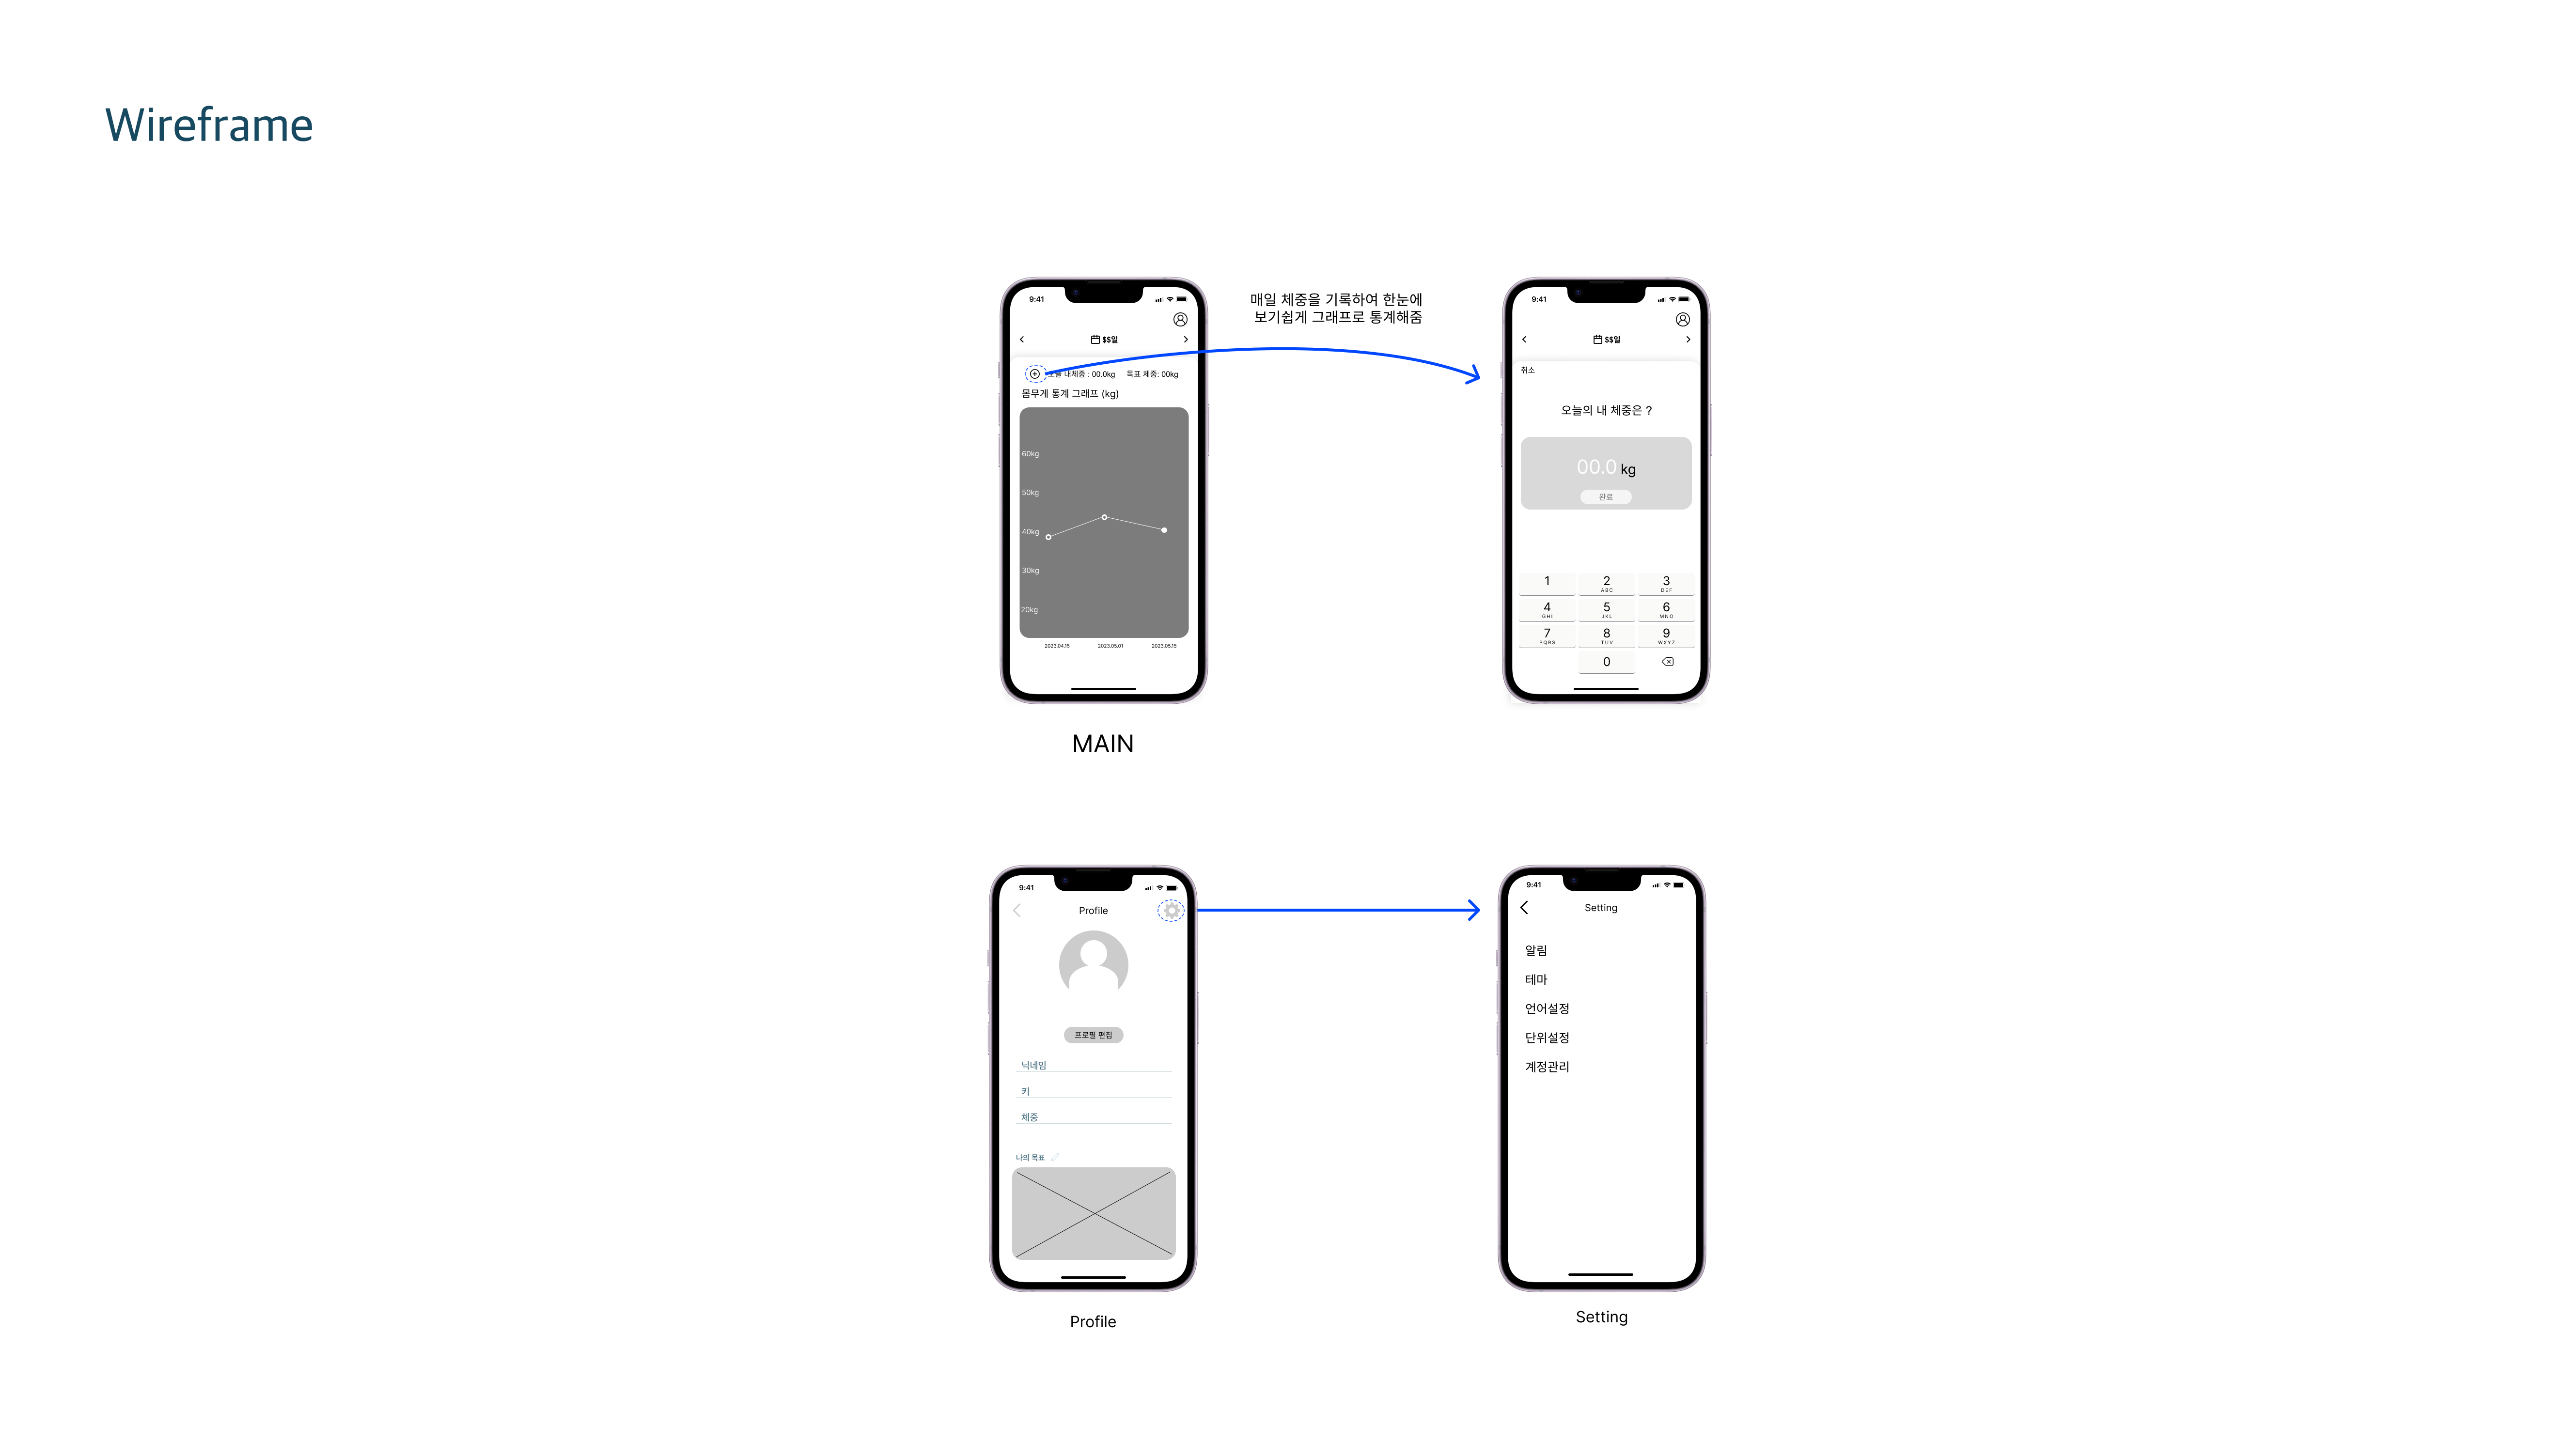 Wireframe
9:41
$$일
오늘 내체중 : 00.0kg 목표 체중: 00kg
몸무게 통계 그래프 (kg)
60kg
50kg
40kg
30kg
20kg
2023.04.15 2023.05.01 2023.05.15
MAIN
매일 체중을 기록하여 한눈에
보기쉽게 그래프로 통계해줌
9:41
$$일
취소
오늘의 내 체중은 ?
00.0 kg
완료
1 2 3
ABC DEF
4 5 6
GHI JKL MNO
7 8 9
PQRS TUV WXYZ
0
9:41
Profile
프로필 편집
닉네임
키
체중
나의 목표
Profile
9:41
Setting
알림
테마
언어설정
단위설정
계정관리
Setting